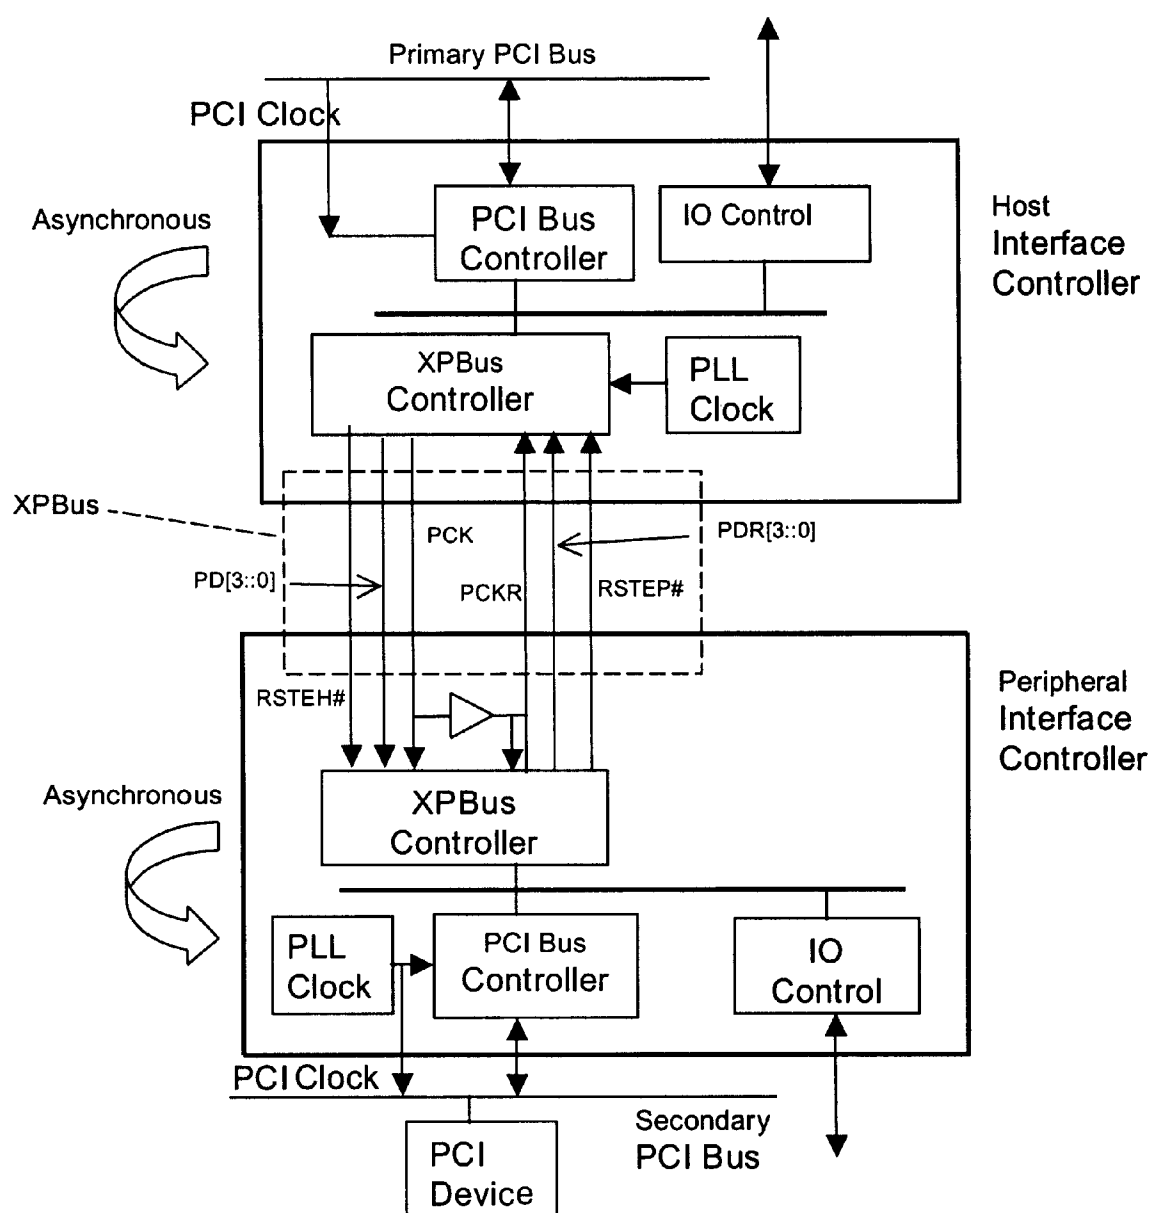 Primary PCI Bus
PCI Clock
Asynchronous
PCI Bus
Controller
IO Control
Host
Interface
Controller
XPBus
Controller
PLL
Clock
XPBus
PCK
PDR[3::0]
PD[3::0]
PCKR
RSTEP#
RSTEH#
Peripheral
Interface
Controller
Asynchronous
XPBus
Controller
PLL
Clock
PCI Bus
Controller
IO
Control
PCI Clock
Secondary
PCI Bus
PCI
Device